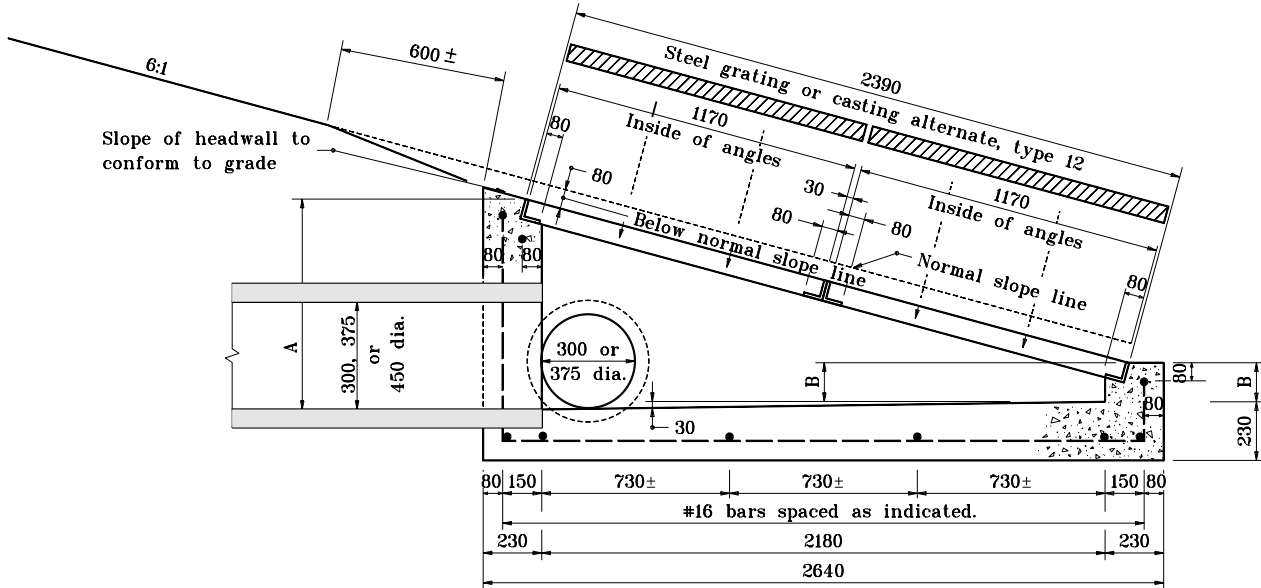 6:1
600 ±
Steel grating or casting alternate, type 12
2390
1170
Inside of angles
80
Slope of headwall to
conform to grade
80
30
80
1170
Inside of angles
80
Below normal slope line
Normal slope line
80
80
80
A
300, 375
or
450 dia.
300 or
375 dia.
B
80
B
80
30
230
80
150
730±
730±
730±
150
80
#16 bars spaced as indicated.
230
2180
230
2640